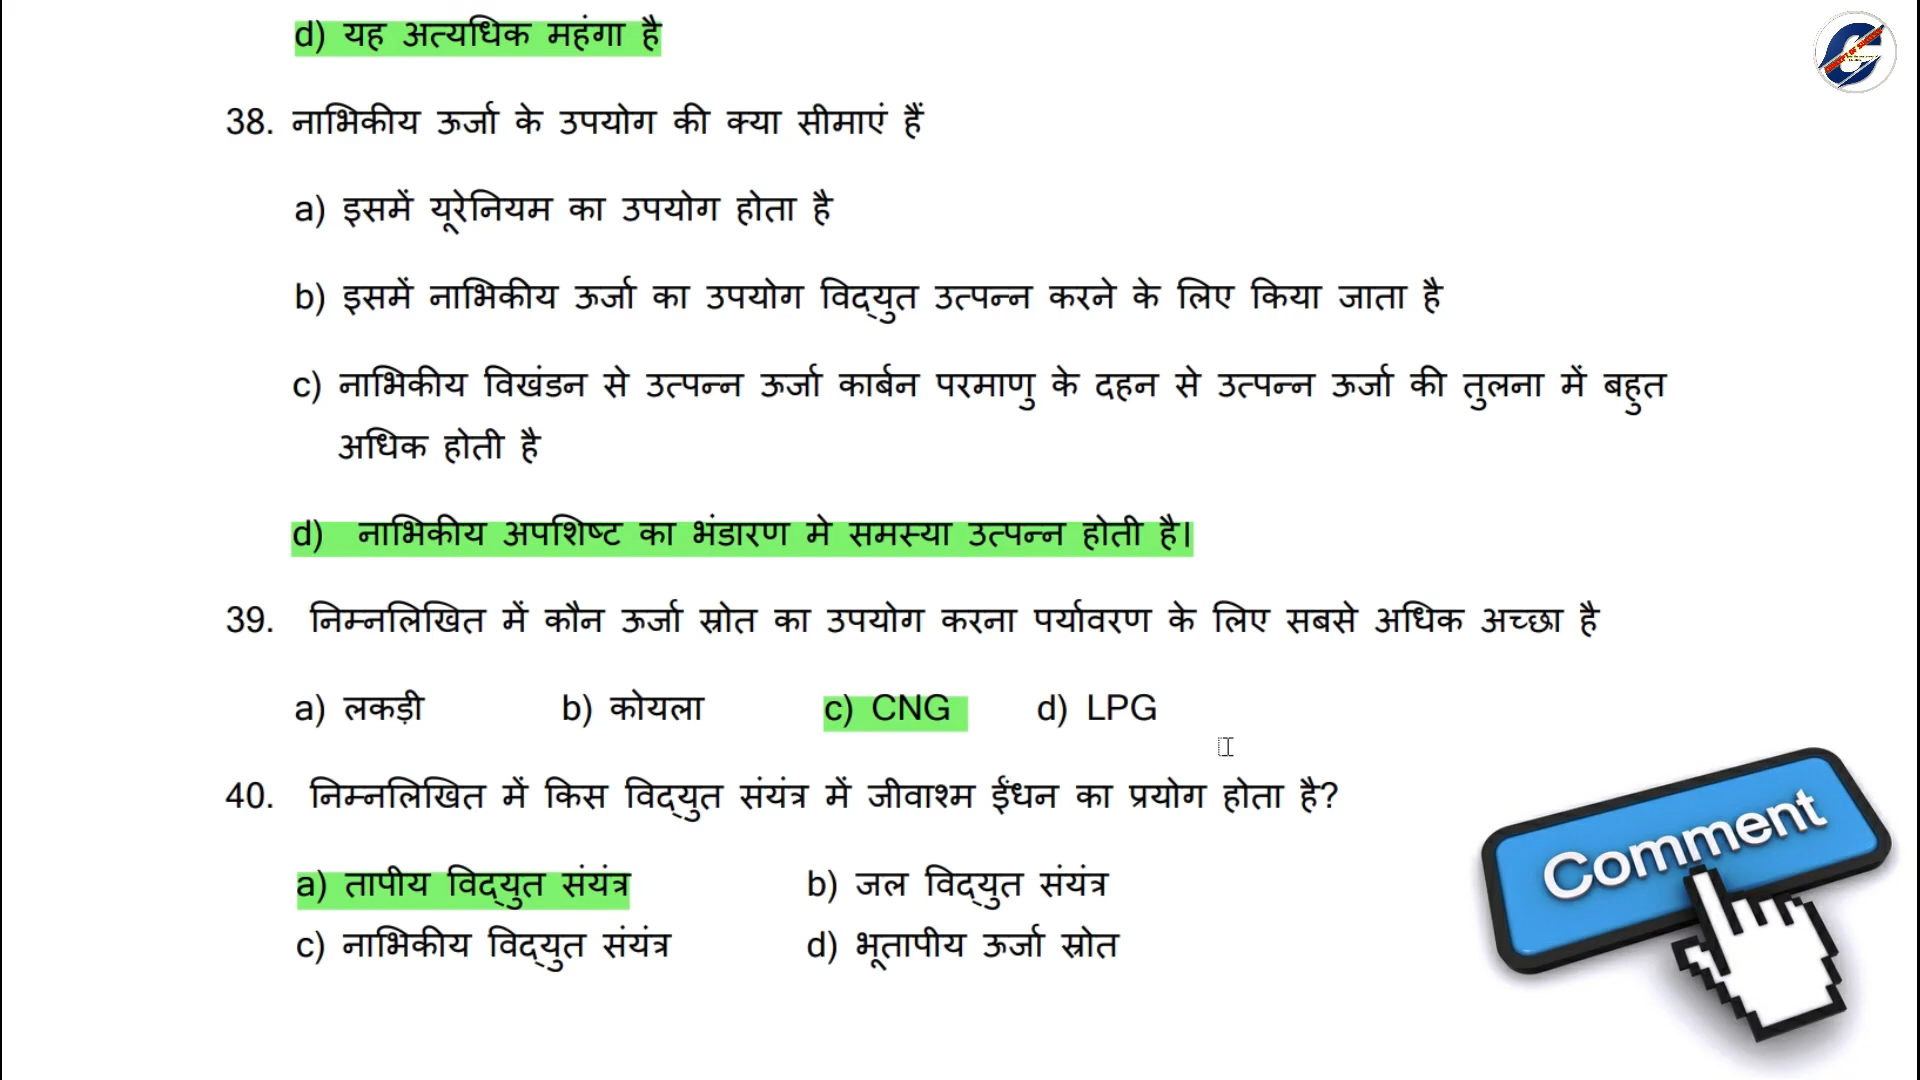 d) यह अत्यधिक महंगा है
38. नाभिकीय ऊर्जा के उपयोग की क्या सीमाएं हैं
a) इसमें यूरेनियम का उपयोग होता है
b) इसमें नाभिकीय ऊर्जा का उपयोग विद्युत उत्पन्न करने के लिए किया जाता है
c) नाभिकीय विखंडन से उत्पन्न ऊर्जा कार्बन परमाणु के दहन से उत्पन्न ऊर्जा की तुलना में बहुत
अधिक होती है
d) नाभिकीय अपशिष्ट का भंडारण मे समस्या उत्पन्न होती है।
39. निम्नलिखित में कौन ऊर्जा स्रोत का उपयोग करना पर्यावरण के लिए सबसे अधिक अच्छा है
a) लकड़ी b) कोयला c) CNG d) LPG
40. निम्नलिखित में किस विद्युत संयंत्र में जीवाश्म ईंधन का प्रयोग होता है?
a) तापीय विद्युत संयंत्र b) जल विद्युत संयंत्र
c) नाभिकीय विद्युत संयंत्र d) भूतापीय ऊर्जा स्रोत
Comment